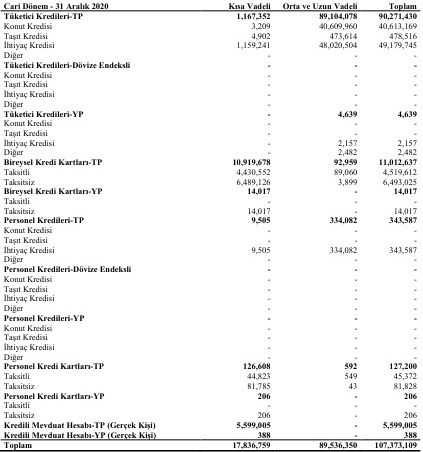 Cari Dönem - 31 Aralık 2020 Kısa Vadeli Orta ve Uzun Vadeli Toplam
Tüketici Kredileri-TP 1,167,352 89,104,078 90,271,430
Konut Kredisi 3,209 40,609,960 40,613,169
Taşıt Kredisi 4,902 473,614 478,516
İhtiyaç Kredisi 1,159,241 48,020,504 49,179,745
Diğer - - -
Tüketici Kredileri-Dövize Endeksli - - -
Konut Kredisi - - -
Taşıt Kredisi - - -
İhtiyaç Kredisi - - -
Diğer - - -
Tüketici Kredileri-YP - 4,639 4,639
Konut Kredisi - - -
Taşıt Kredisi - - -
İhtiyaç Kredisi - 2,157 2,157
Diğer - 2,482 2,482
Bireysel Kredi Kartları-TP 10,919,678 92,959 11,012,637
Taksitli 4,430,552 89,060 4,519,612
Taksitsiz 6,489,126 3,899 6,493,025
Bireysel Kredi Kartları-YP 14,017 - 14,017
Taksitli - - -
Taksitsiz 14,017 - 14,017
Personel Kredileri-TP 9,505 334,082 343,587
Konut Kredisi - - -
Taşıt Kredisi - - -
İhtiyaç Kredisi 9,505 334,082 343,587
Diğer - - -
Personel Kredileri-Dövize Endeksli - - -
Konut Kredisi - - -
Taşıt Kredisi - - -
İhtiyaç Kredisi - - -
Diğer - - -
Personel Kredileri-YP - - -
Konut Kredisi - - -
Taşıt Kredisi - - -
İhtiyaç Kredisi - - -
Diğer - - -
Personel Kredi Kartları-TP 126,608 592 127,200
Taksitli 44,823 549 45,372
Taksitsiz 81,785 43 81,828
Personel Kredi Kartları-YP 206 - 206
Taksitli - - -
Taksitsiz 206 - 206
Kredili Mevduat Hesabı-TP (Gerçek Kişi) 5,599,005 - 5,599,005
Kredili Mevduat Hesabı-YP (Gerçek Kişi) 388 - 388
Toplam 17,836,759 89,536,350 107,373,109